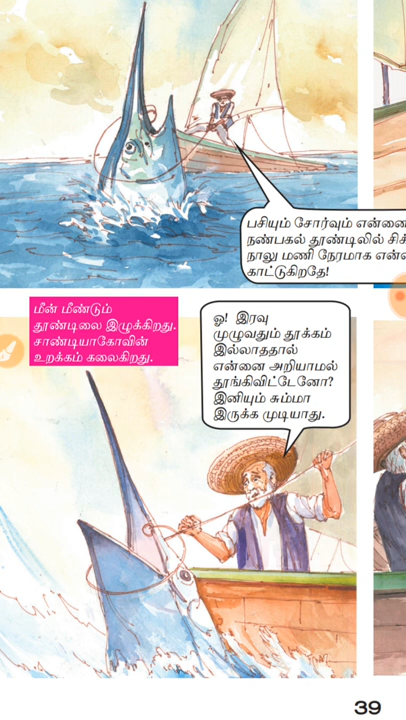 பசியும் சோர்வும் என்னை
நண்பகல் தூண்டிலில்
நாலு மணி நேரமாக
காட்டுகிறதே!
மீன் மீண்டும்
தூண்டிலை இழுக்கிறது.
சாண்டியாகோவின்
உறக்கம் கலைகிறது.
ஓ! இரவு
முழுவதும் தூக்கம்
இல்லாததால்
என்னை அறியாமல்
தூங்கிவிட்டேனோ?
இனியும் சும்மா
இருக்க முடியாது.
39